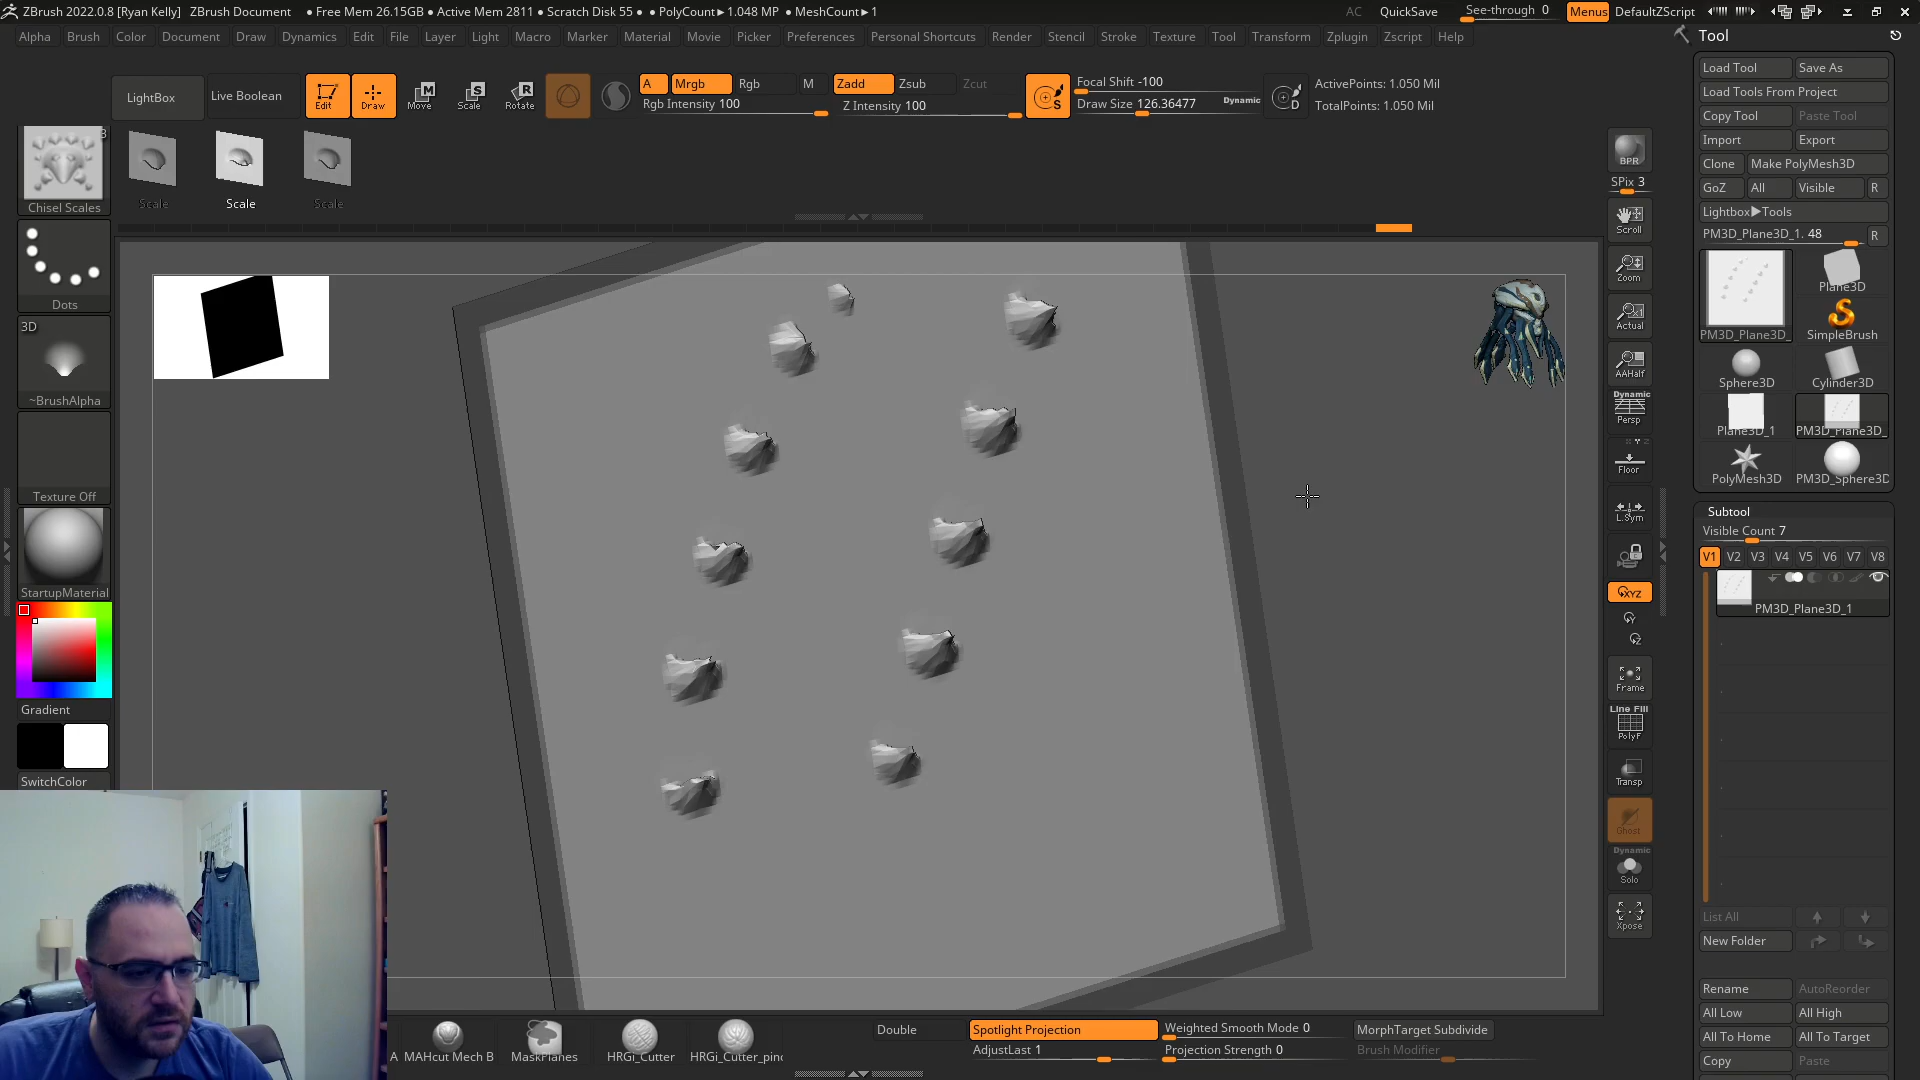 ZBrush 2022.0.8 [Ryan Kelly] ZBrush Document • Free Mem 26.15GB • Active Mem 2811 • Scratch Disk 55 • • PolyCount► 1.048 MP • MeshCount► 1
AC QuickSave See-through 0 Menus DefaultZScript
Alpha Brush Color Document Draw Dynamics Edit File Layer Light Macro Marker Material Movie Picker Preferences Personal Shortcuts Render Stencil Stroke Texture Tool Transform Zplugin Zscript Help
LightBox Live Boolean Edit Draw Move Scale Rotate
A Mrgb Rgb M Zadd Zsub Zcut
Rgb Intensity 100 Z Intensity 100
S Focal Shift -100
Draw Size 126.36477 Dynamic D
ActivePoints: 1.050 Mil
TotalPoints: 1.050 Mil
3
Chisel Scales
Scale Scale Scale
Dots
3D
~BrushAlpha
Texture Off
StartupMaterial
Gradient
SwitchColor
BPR
SPix 3
Scroll
Zoom
Actual
AAHalf
Dynamic
Persp
Floor
L.Sym
XYZ
Y
Z
Frame
Line Fill
PolyF
Transp
Ghost
Dynamic
Solo
Xpose
Tool
Load Tool Save As
Load Tools From Project
Copy Tool Paste Tool
Import Export
Clone Make PolyMesh3D
GoZ All Visible R
Lightbox►Tools
PM3D_Plane3D_1. 48 R
PM3D_Plane3D_ Plane3D
SimpleBrush
Sphere3D Cylinder3D
Plane3D_1 PM3D_Plane3D_
PolyMesh3D PM3D_Sphere3D
Subtool
Visible Count 7
V1 V2 V3 V4 V5 V6 V7 V8
PM3D_Plane3D_1
List All
New Folder
Rename AutoReorder
All Low All High
All To Home All To Target
Copy Paste
A MAHcut Mech B MaskPlanes HRGi_Cutter HRGi_Cutter_pinc
Double Spotlight Projection Weighted Smooth Mode 0 MorphTarget Subdivide
AdjustLast 1 Projection Strength 0 Brush Modifier